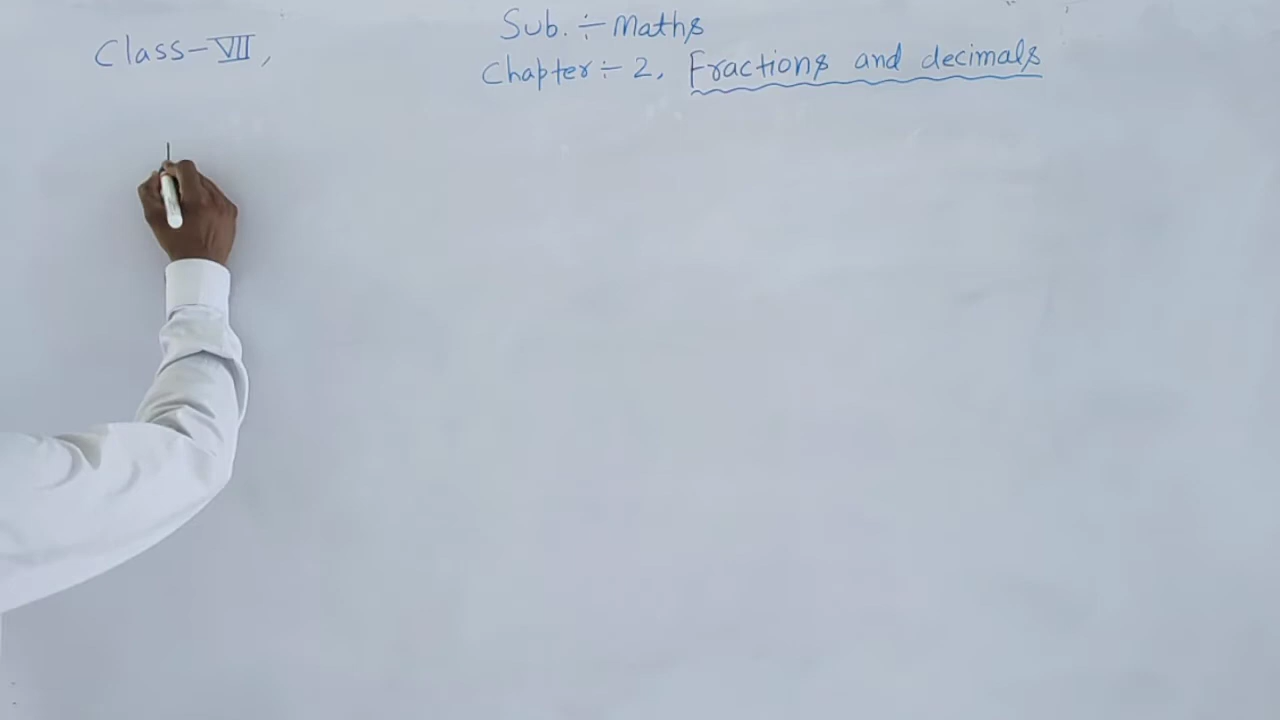 Class-VII,
Sub. ÷ Maths
Chapter ÷ 2, Fractions and decimals